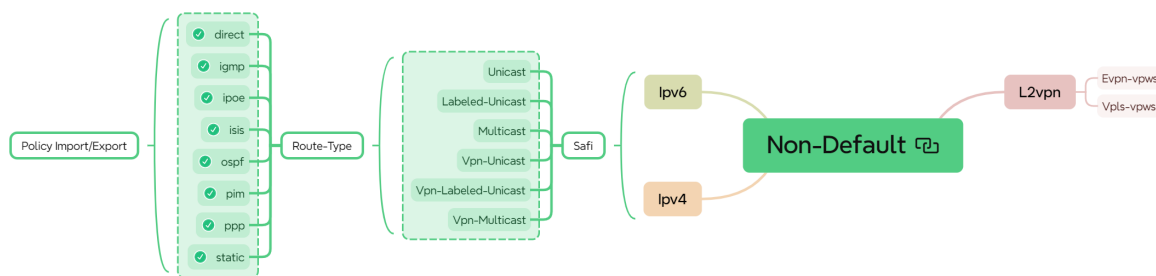 Policy Import/Export
direct
igmp
ipoe
isis
ospf
pim
ppp
static
Route-Type
Unicast
Labeled-Unicast
Multicast
Vpn-Unicast
Vpn-Labeled-Unicast
Vpn-Multicast
Safi
Ipv6
Ipv4
Non-Default
L2vpn
Evpn-vpws
Vpls-vpws